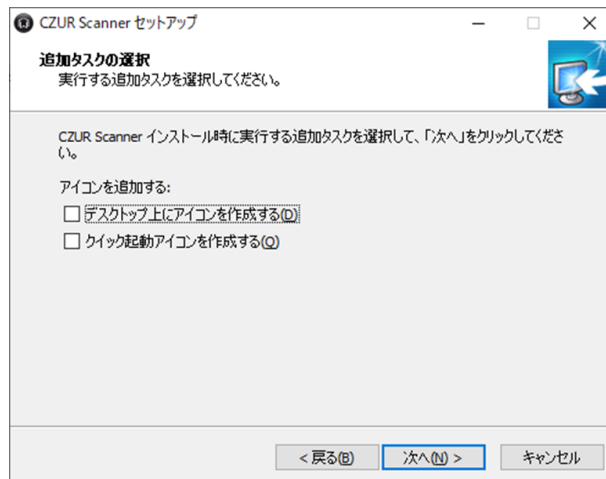 CZUR Scanner セットアップ
追加タスクの選択
実行する追加タスクを選択してください。
CZUR Scanner インストール時に実行する追加タスクを選択して、「次へ」をクリックしてくださ
い。
アイコンを追加する:
デスクトップ上にアイコンを作成する(D)
クイック起動アイコンを作成する(Q)
< 戻る(B)
次へ(N) >
キャンセル